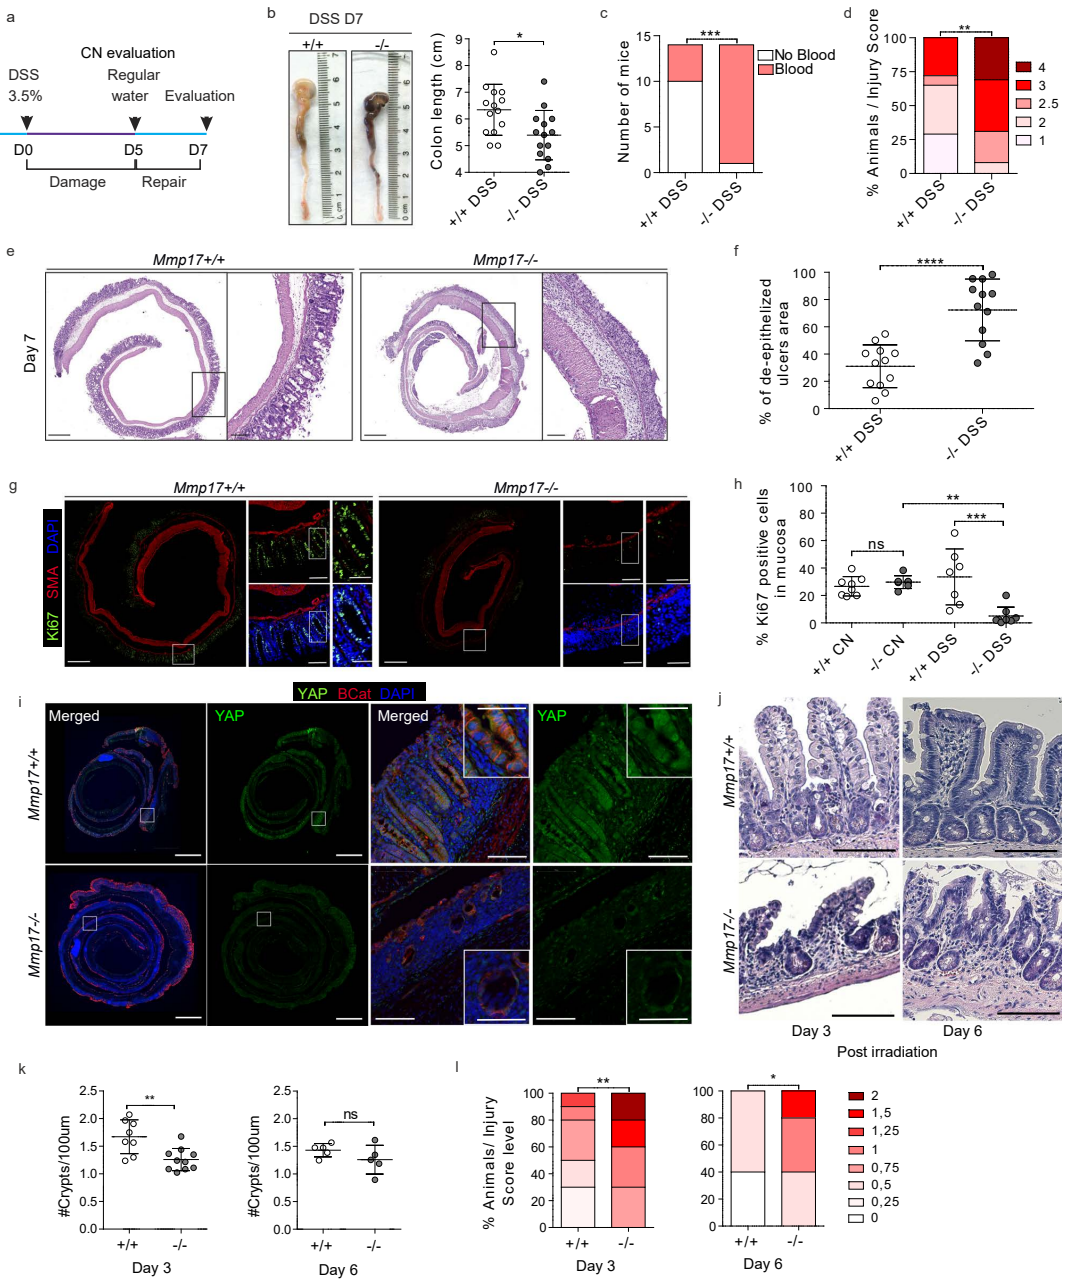 a
CN evaluation
DSS
3.5%
Regular
water
Evaluation
D0
D5
D7
Damage
Repair
b
DSS D7
+/+
-/-
Colon length (cm)
9
8
7
6
5
4
*
+/+ DSS
-/- DSS
c
Number of mice
15
10
5
0
***
No Blood
Blood
+/+ DSS
-/- DSS
d
% Animals / Injury Score
100
75
50
25
0
**
4
3
2.5
2
1
+/+ DSS
-/- DSS
e
Mmp17+/+
Mmp17-/-
Day 7
f
% of de-epithelized
ulcers area
100
80
60
40
20
0
****
+/+ DSS
-/- DSS
g
Mmp17+/+
Mmp17-/-
Ki67 SMA DAPI
h
% Ki67 positive cells
in mucosa
100
80
60
40
20
0
ns
**
***
+/+ CN
-/- CN
+/+ DSS
-/- DSS
i
YAP BCat DAPI
Merged
YAP
Merged
YAP
Mmp17+/+
Mmp17-/-
j
Mmp17+/+
Mmp17-/-
Day 3
Day 6
Post irradiation
k
#Crypts/100um
2.5
2.0
1.5
1.0
0.5
0.0
**
+/+
-/-
Day 3
#Crypts/100um
2.5
2.0
1.5
1.0
0.5
0.0
ns
+/+
-/-
Day 6
l
% Animals/ Injury
Score level
100
80
60
40
20
0
**
+/+
-/-
Day 3
100
80
60
40
20
0
*
+/+
-/-
Day 6
2
1,5
1,25
1
0,75
0,5
0,25
0